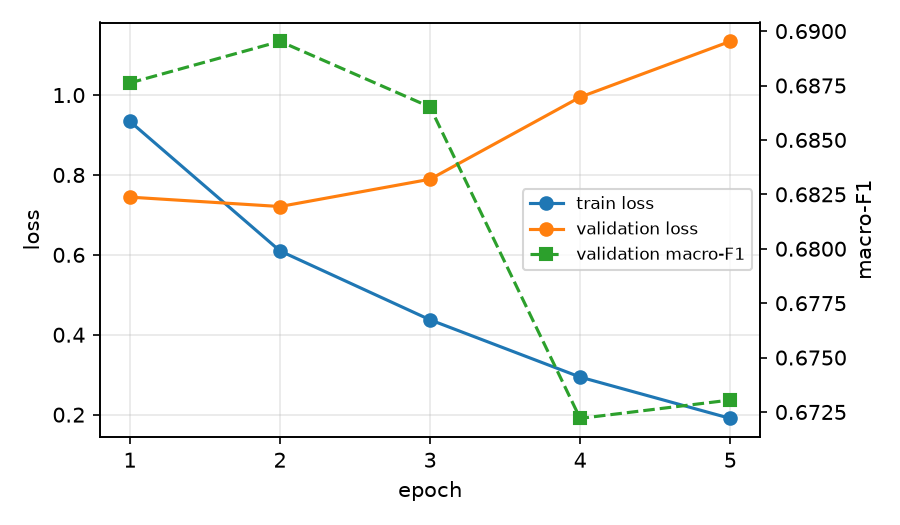 1.0
0.8
0.6
0.4
0.2
loss
0.6900
0.6875
0.6850
0.6825
0.6800
0.6775
0.6750
0.6725
macro-F1
train loss
validation loss
validation macro-F1
1 2 3 4 5
epoch